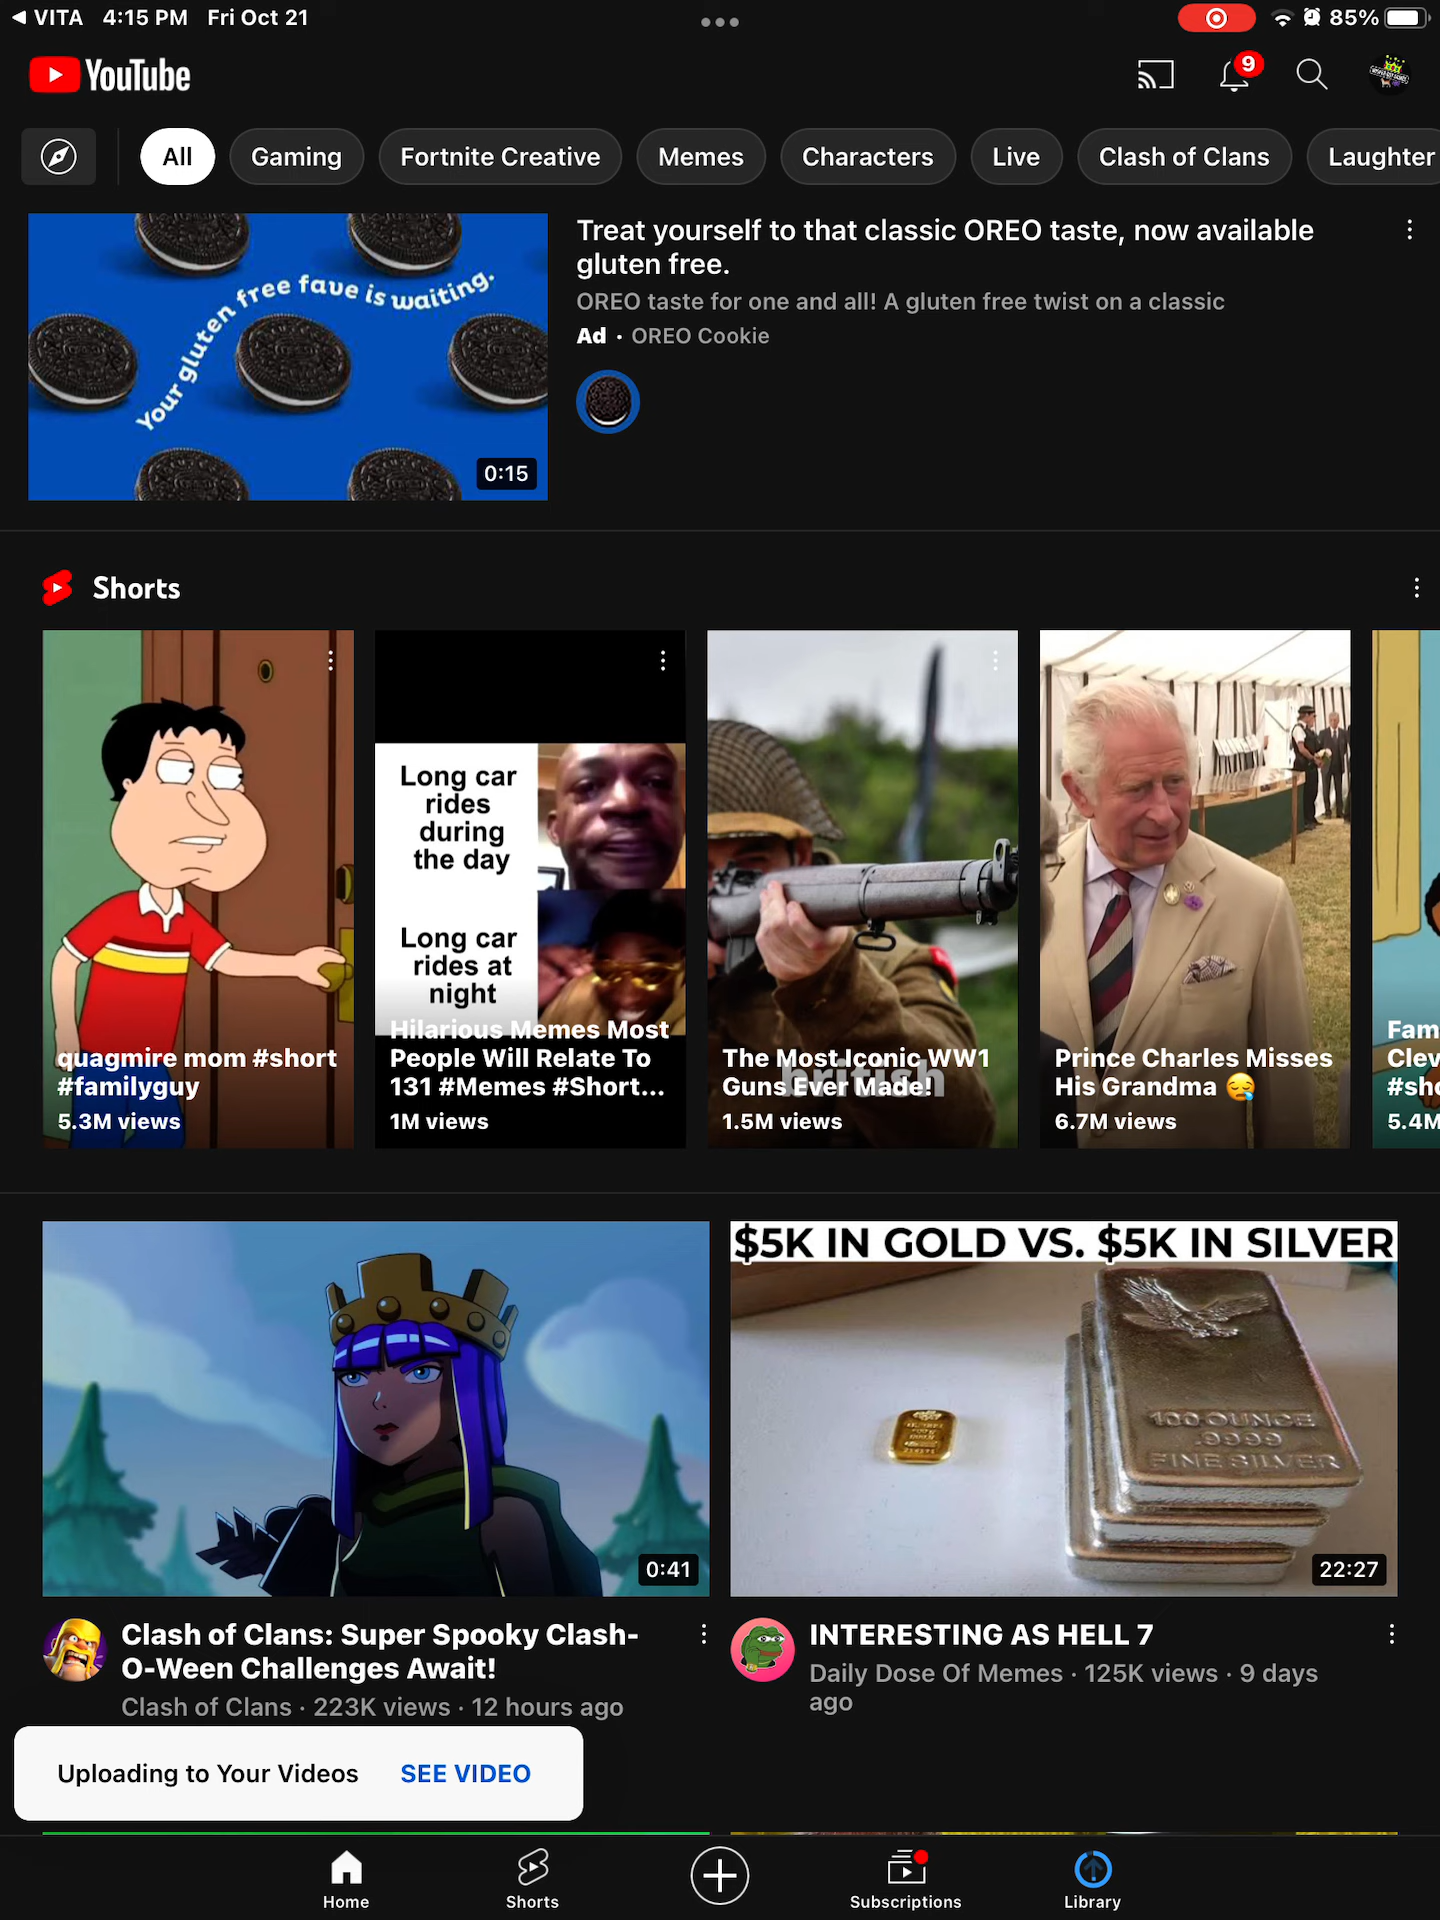 VITA 4:15 PM Fri Oct 21
85%
YouTube
9
All Gaming Fortnite Creative Memes Characters Live Clash of Clans Laughter
Your gluten free fave is waiting.
0:15
Treat yourself to that classic OREO taste, now available
gluten free.
OREO taste for one and all! A gluten free twist on a classic
Ad · OREO Cookie
Shorts
quagmire mom #short
#familyguy
5.3M views
Long car
rides
during
the day
Long car
rides at
night
Hilarious Memes Most
People Will Relate To
131 #Memes #Short...
1M views
british
The Most Iconic WW1
Guns Ever Made!
1.5M views
Prince Charles Misses
His Grandma 😪
6.7M views
Fam
Clev
#sho
5.4M
0:41
Clash of Clans: Super Spooky Clash-
O-Ween Challenges Await!
Clash of Clans · 223K views · 12 hours ago
$5K IN GOLD VS. $5K IN SILVER
100 OUNCE
.9999
FINE SILVER
22:27
INTERESTING AS HELL 7
Daily Dose Of Memes · 125K views · 9 days
ago
Uploading to Your Videos SEE VIDEO
Home Shorts Subscriptions Library